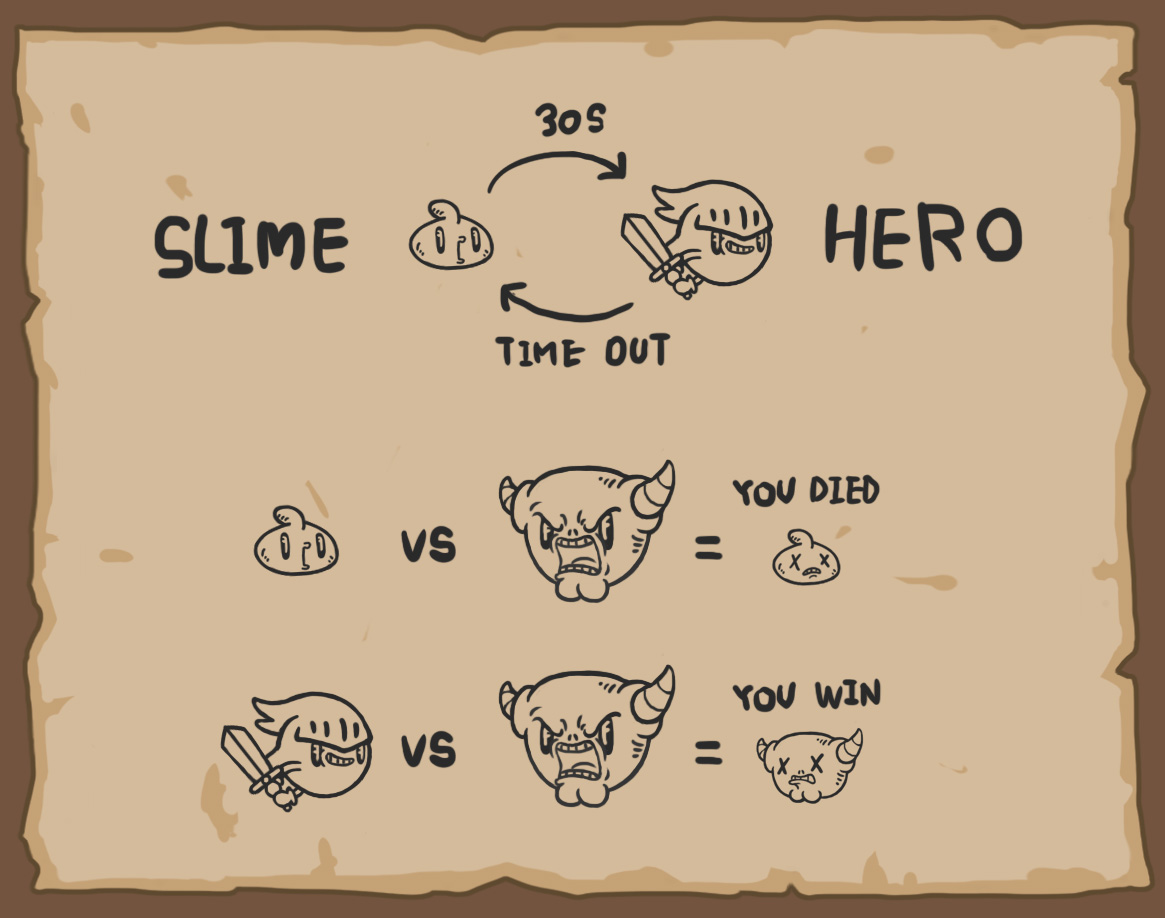 30S
SLIME HERO
TIME OUT
YOU DIED
VS =
YOU WIN
VS =